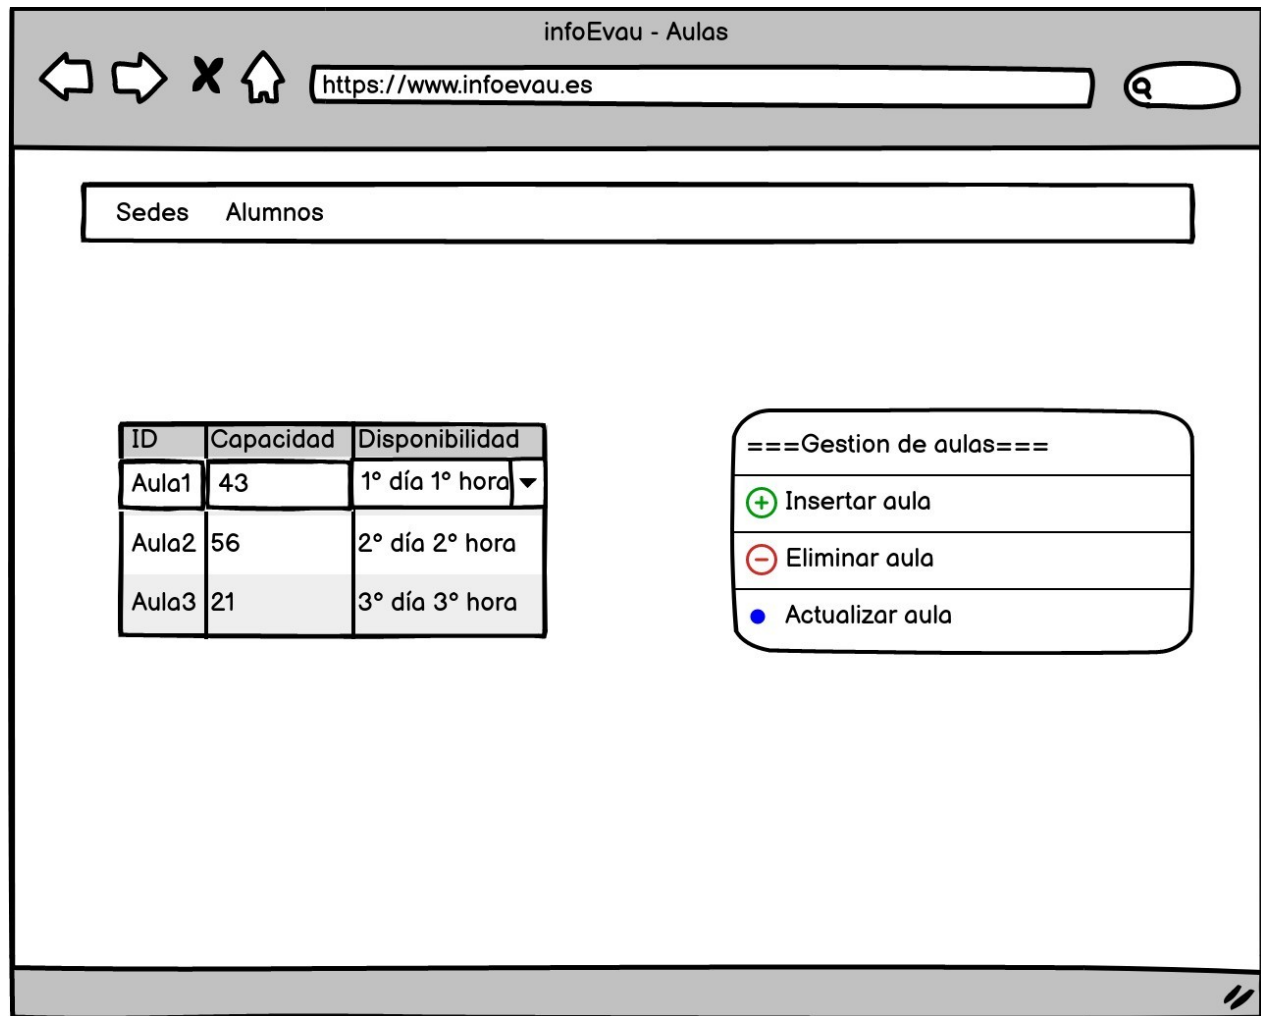 infoEvau - Aulas
https://www.infoevau.es
Sedes Alumnos
ID Capacidad Disponibilidad
Aula1 43 1º día 1º hora
Aula2 56 2º día 2º hora
Aula3 21 3º día 3º hora
===Gestion de aulas===
Insertar aula
Eliminar aula
Actualizar aula